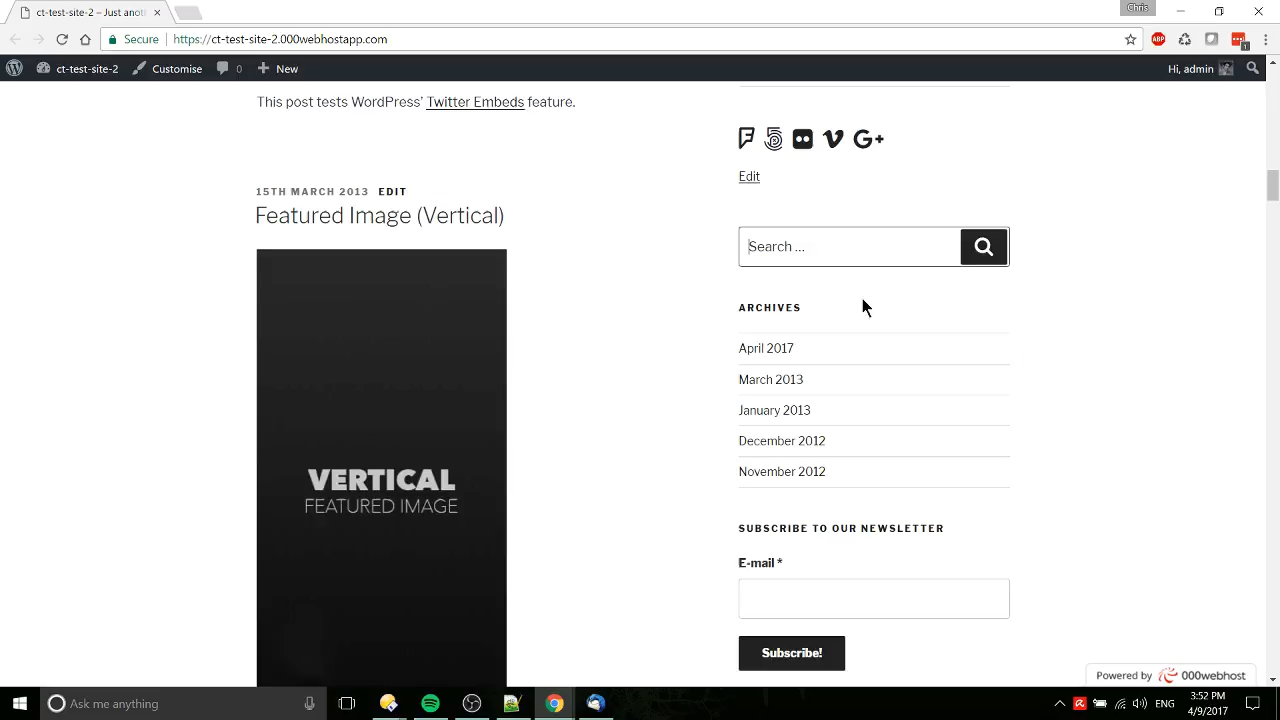 ct-test-site-2 – Just anot
Chris
Secure
https://ct-test-site-2.000webhostapp.com
ABP
1
ct-test-site-2
Customise
0
New
Hi, admin
This post tests WordPress' Twitter Embeds feature.
Edit
15TH MARCH 2013 EDIT
Featured Image (Vertical)
VERTICAL
FEATURED IMAGE
Search ...
ARCHIVES
April 2017
March 2013
January 2013
December 2012
November 2012
SUBSCRIBE TO OUR NEWSLETTER
E-mail *
Subscribe!
Powered by 000webhost
Ask me anything
ENG
3:52 PM
4/9/2017